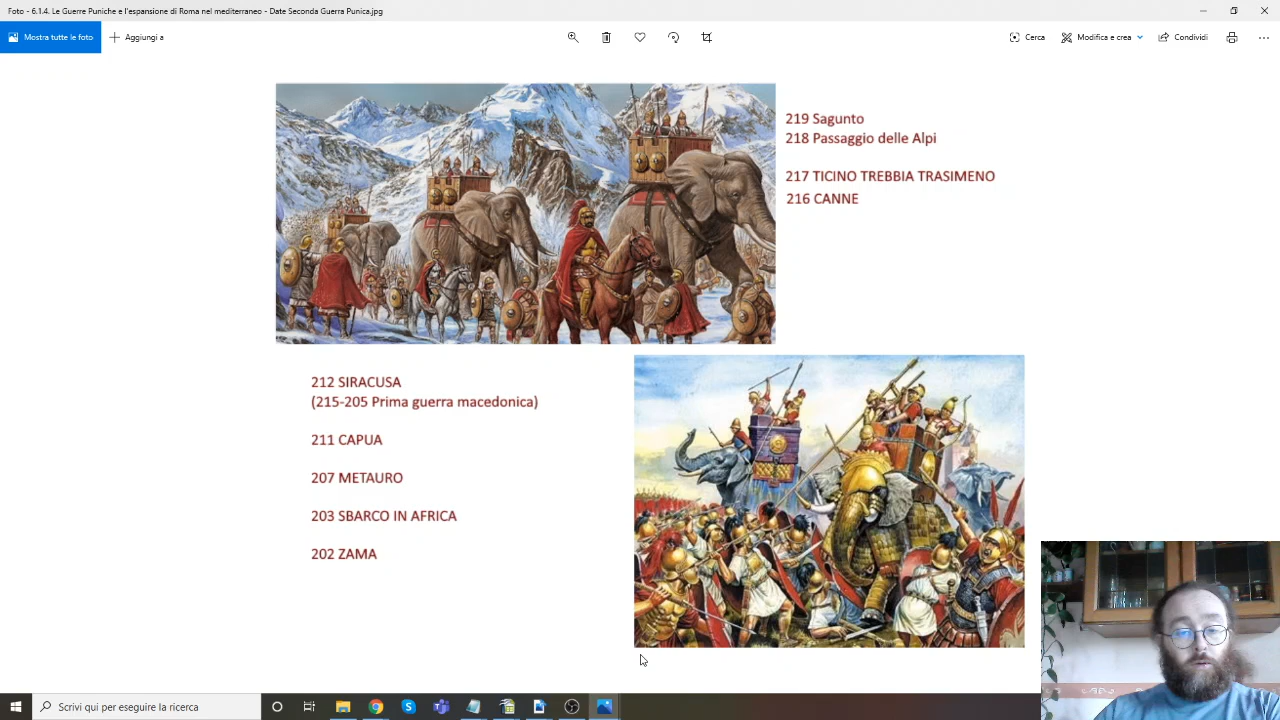 Foto - 6.1.4. Le Guerre Puniche e l'espansione di Roma nel mediterraneo - Date Seconda Guerra Punica.jpg
Mostra tutte le foto
Aggiungi a
Cerca
Modifica e crea
Condividi
219 Sagunto
218 Passaggio delle Alpi
217 TICINO TREBBIA TRASIMENO
216 CANNE
212 SIRACUSA
(215-205 Prima guerra macedonica)
211 CAPUA
207 METAURO
203 SBARCO IN AFRICA
202 ZAMA
Scrivi qui per eseguire la ricerca